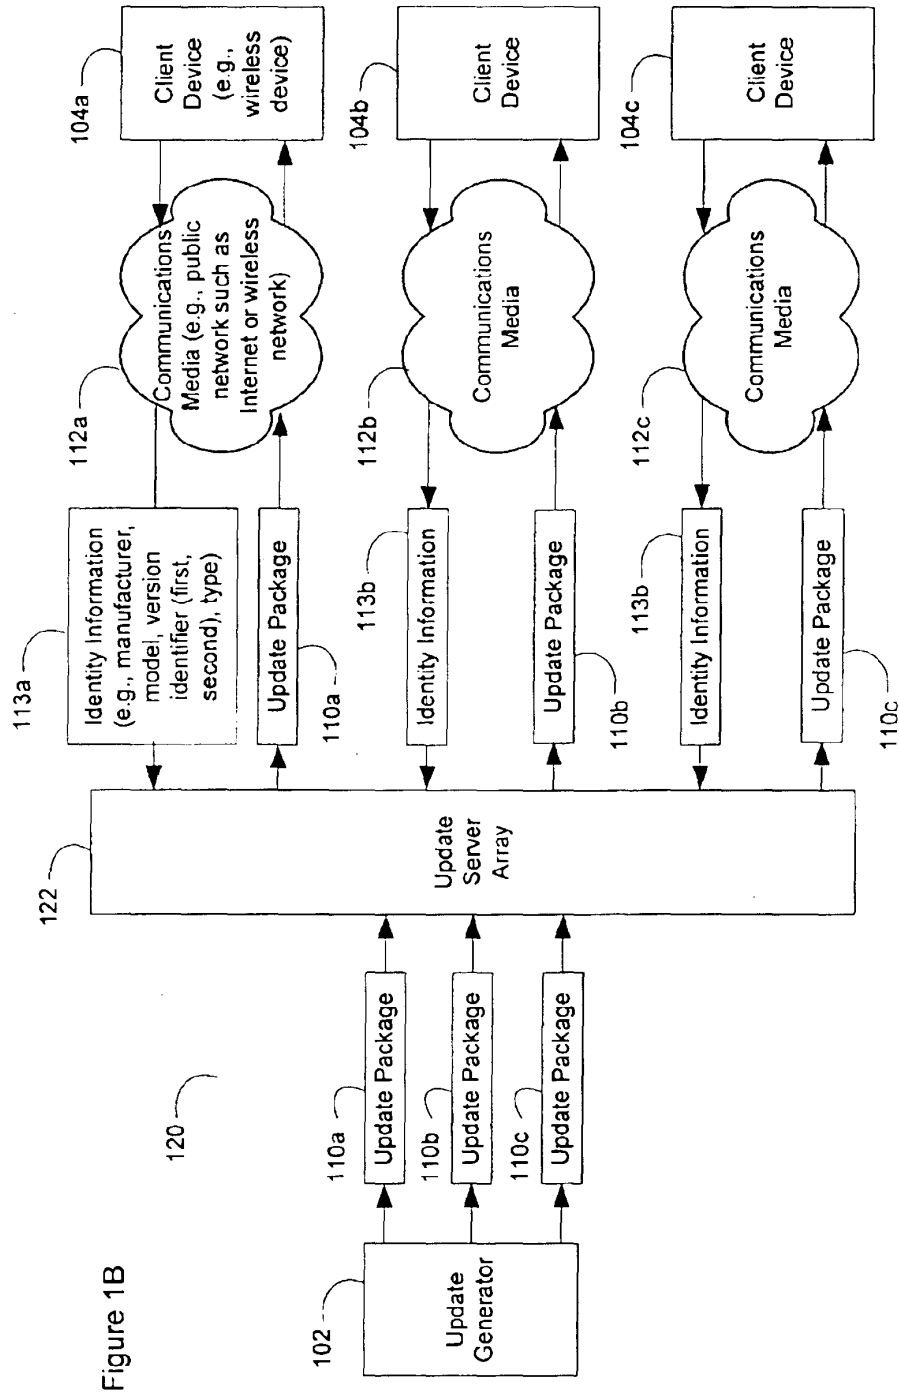 Figure 1B
120
102
Update
Generator
110a
Update Package
110b
Update Package
110c
Update Package
122
Update
Server
Array
113a
Identity Information
(e.g., manufacturer,
model, version
identifier (first,
second), type)
Update Package
110a
112a
Communications
Media (e.g., public
network such as
Internet or wireless
network)
104a
Client
Device
(e.g.,
wireless
device)
113b
Identity Information
Update Package
110b
112b
Communications
Media
104b
Client
Device
113b
Identity Information
Update Package
110c
112c
Communications
Media
104c
Client
Device